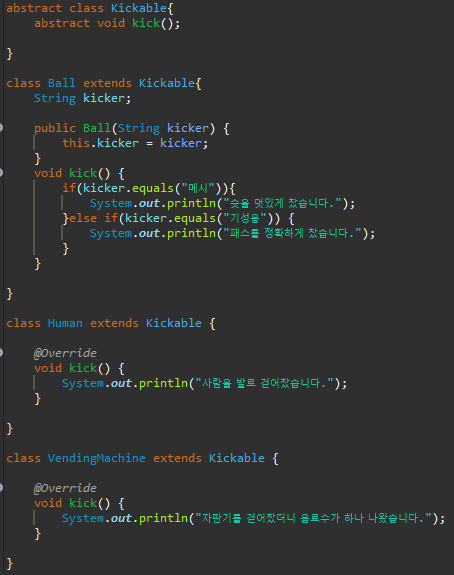 abstract class Kickable{
    abstract void kick();
}
class Ball extends Kickable{
    String kicker;
    public Ball(String kicker) {
        this.kicker = kicker;
    }
    void kick() {
        if(kicker.equals("메시")){
            System.out.println("슛을 멋있게 찼습니다.");
        }else if(kicker.equals("기성용")) {
            System.out.println("패스를 정확하게 찼습니다.");
        }
    }
}
class Human extends Kickable {
    @Override
    void kick() {
        System.out.println("사람을 발로 걷어찼습니다.");
    }
}
class VendingMachine extends Kickable {
    @Override
    void kick() {
        System.out.println("자판기를 걷어찼더니 음료수가 하나 나왔습니다.");
    }
}